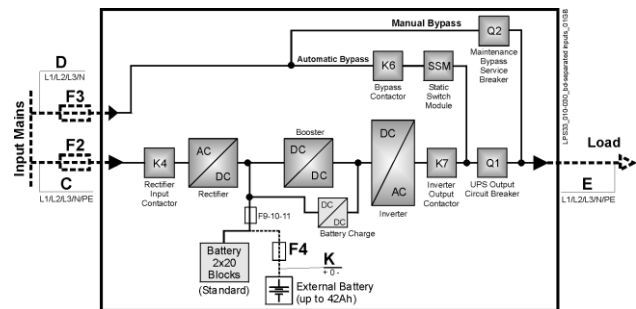 Manual Bypass
Q2
Maintenance
Bypass
Service
Breaker
LPS33_010-030_bd-separated inputs_01GB
D
L1/L2/L3/N
Automatic Bypass
K6
SSM
Bypass
Contactor
Static
Switch
Module
Input Mains
F3
F2
C
L1/L2/L3/N/PE
K4
Rectifier
Input
Contactor
AC
DC
Rectifier
Booster
DC
DC
DC
AC
Inverter
K7
Inverter
Output
Contactor
Q1
UPS Output
Circuit Breaker
Load
E
L1/L2/L3/N/PE
F9-10-11
DC
DC
Battery Charge
Battery
2x20
Blocks
(Standard)
F4
K
+ 0 -
External Battery
(up to 42Ah)